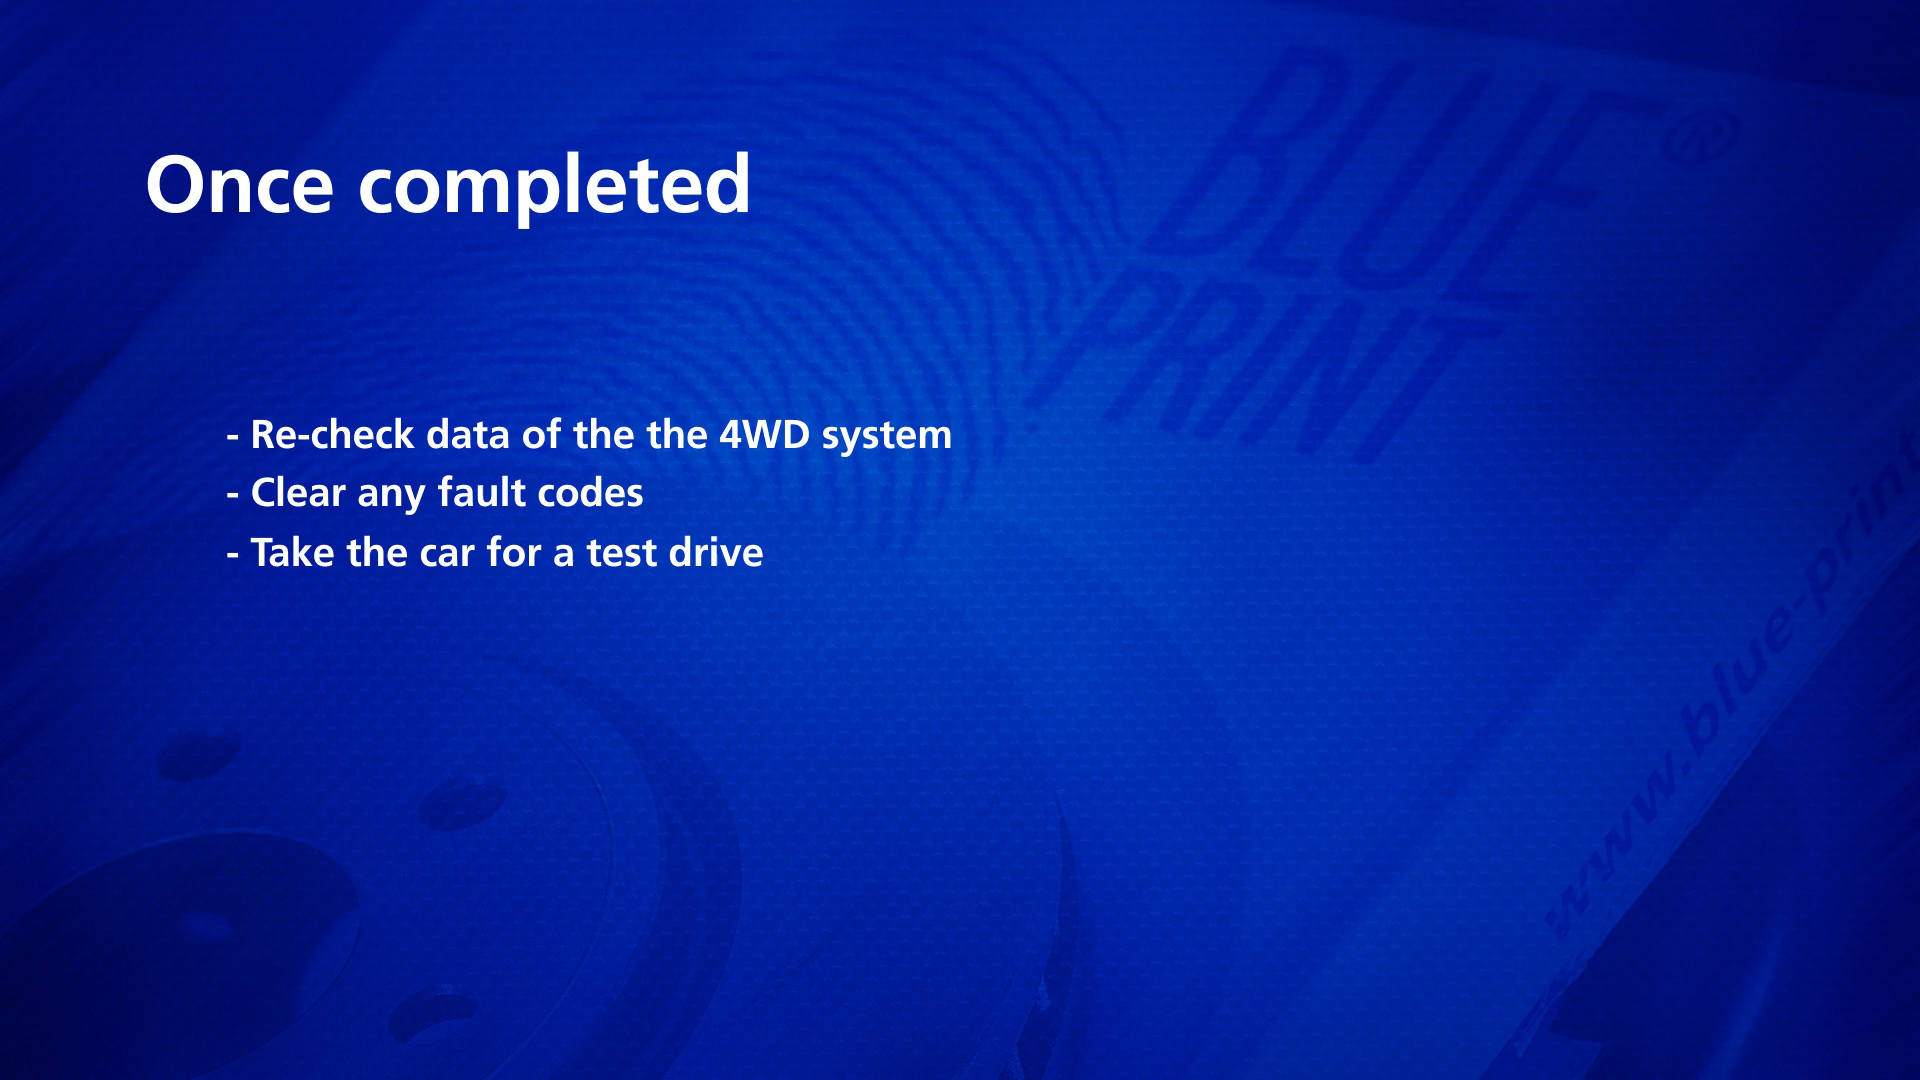 Once completed
BLUE®
PRINT
- Re-check data of the the 4WD system
- Clear any fault codes
- Take the car for a test drive
www.blue-print